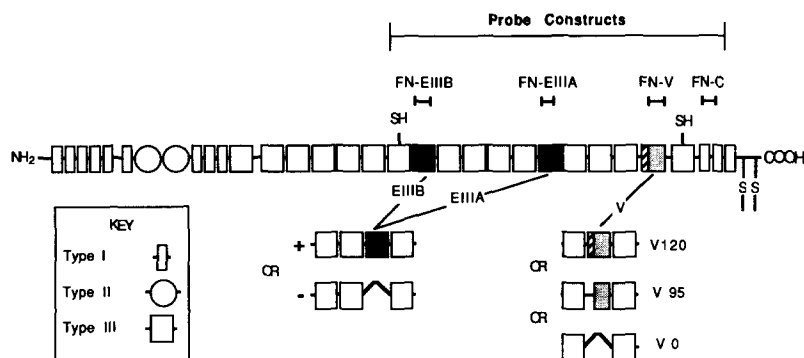 Probe Constructs
FN-EIIIB
FN-EIIIA
FN-V
FN-C
SH
SH
NH₂
COOH
S S
EIIIB
EIIIA
V
KEY
Type I
Type II
Type III
+
OR
-
V120
OR
V 95
OR
V 0